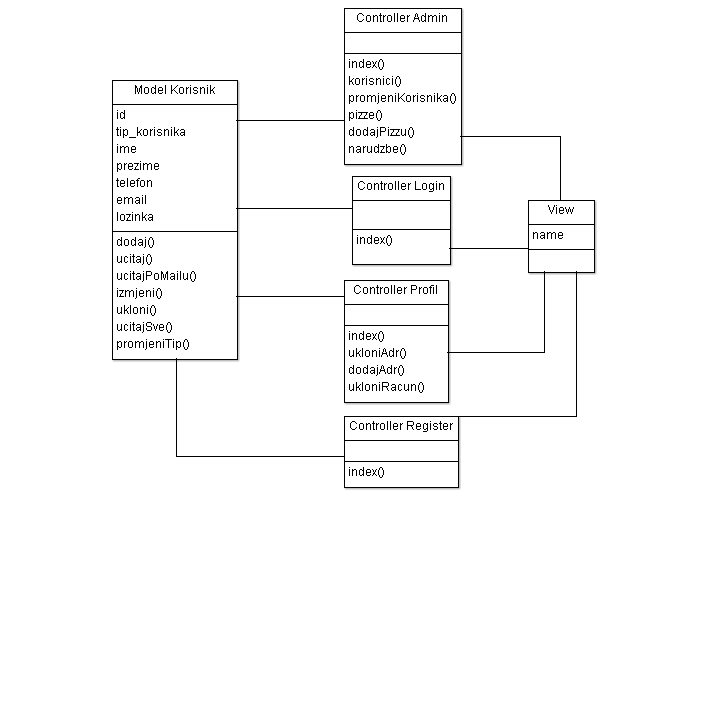 Controller Admin
index()
korisnici()
promjeniKorisnika()
pizze()
dodajPizzu()
narudzbe()
Model Korisnik
id
tip_korisnika
ime
prezime
telefon
email
lozinka
dodaj()
ucitaj()
ucitajPoMailu()
izmjeni()
ukloni()
ucitajSve()
promjeniTip()
Controller Login
index()
View
name
Controller Profil
index()
ukloniAdr()
dodajAdr()
ukloniRacun()
Controller Register
index()